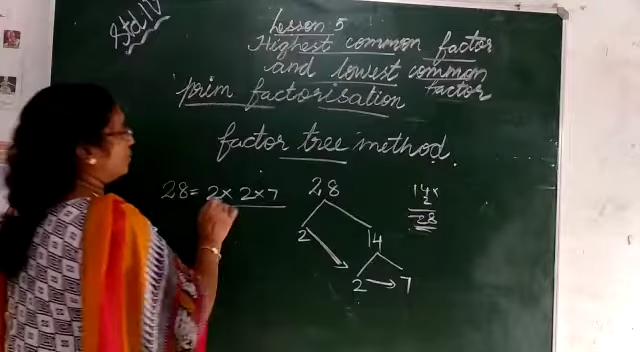 Std IV
Lesson 5
Highest common factor
and lowest common
factor
prim factorisation
factor tree method.
28 = 2 × 2 × 7
28
2 14
2 7
14×
2
28